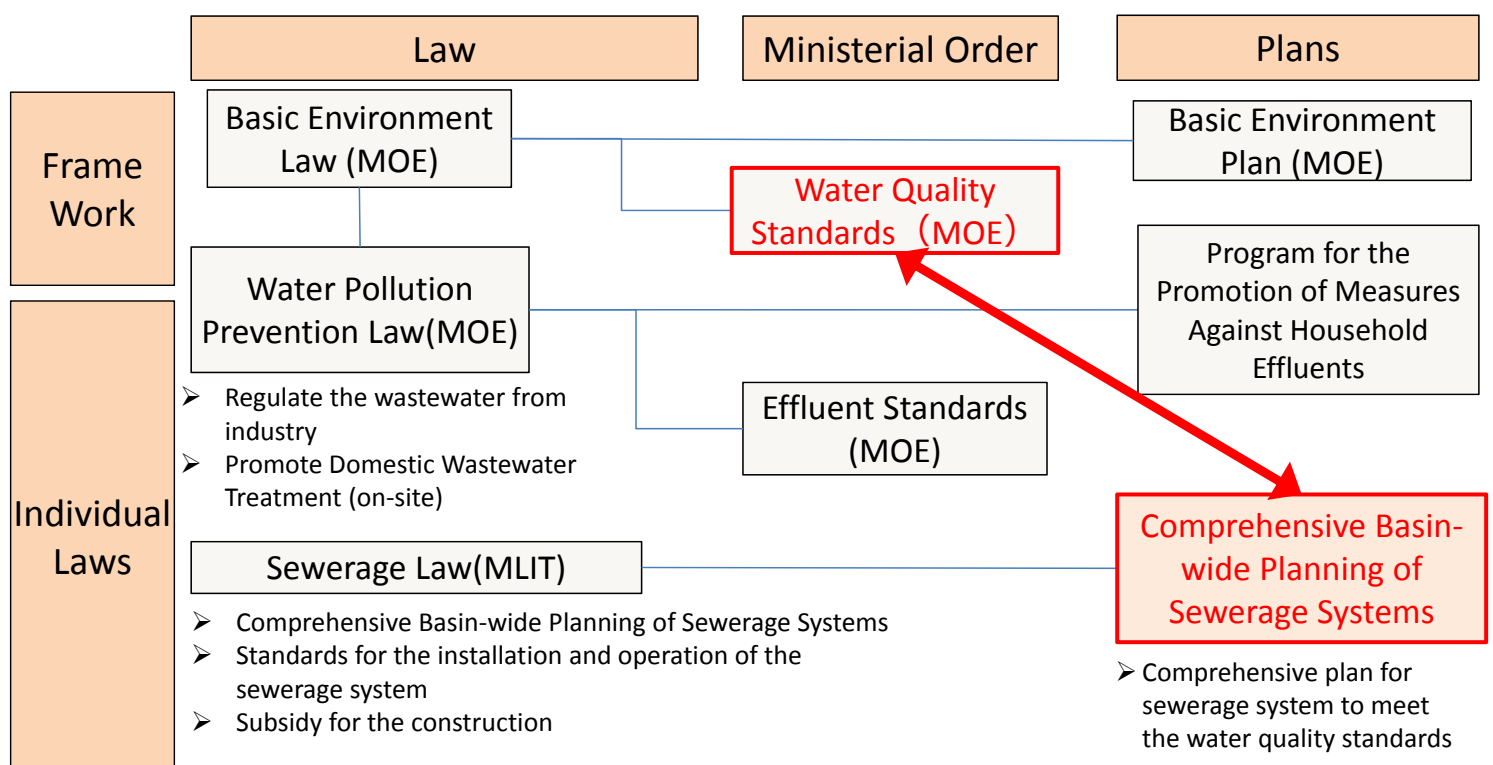 Law
Ministerial Order
Plans
Frame
Work
Basic Environment
Law (MOE)
Basic Environment
Plan (MOE)
Water Quality
Standards（MOE）
Water Pollution
Prevention Law(MOE)
Program for the
Promotion of Measures
Against Household
Effluents
Individual
Laws
➢ Regulate the wastewater from
industry
➢ Promote Domestic Wastewater
Treatment (on-site)
Effluent Standards
(MOE)
Sewerage Law(MLIT)
Comprehensive Basin-
wide Planning of
Sewerage Systems
➢ Comprehensive Basin-wide Planning of Sewerage Systems
➢ Standards for the installation and operation of the
sewerage system
➢ Subsidy for the construction
➢ Comprehensive plan for
sewerage system to meet
the water quality standards